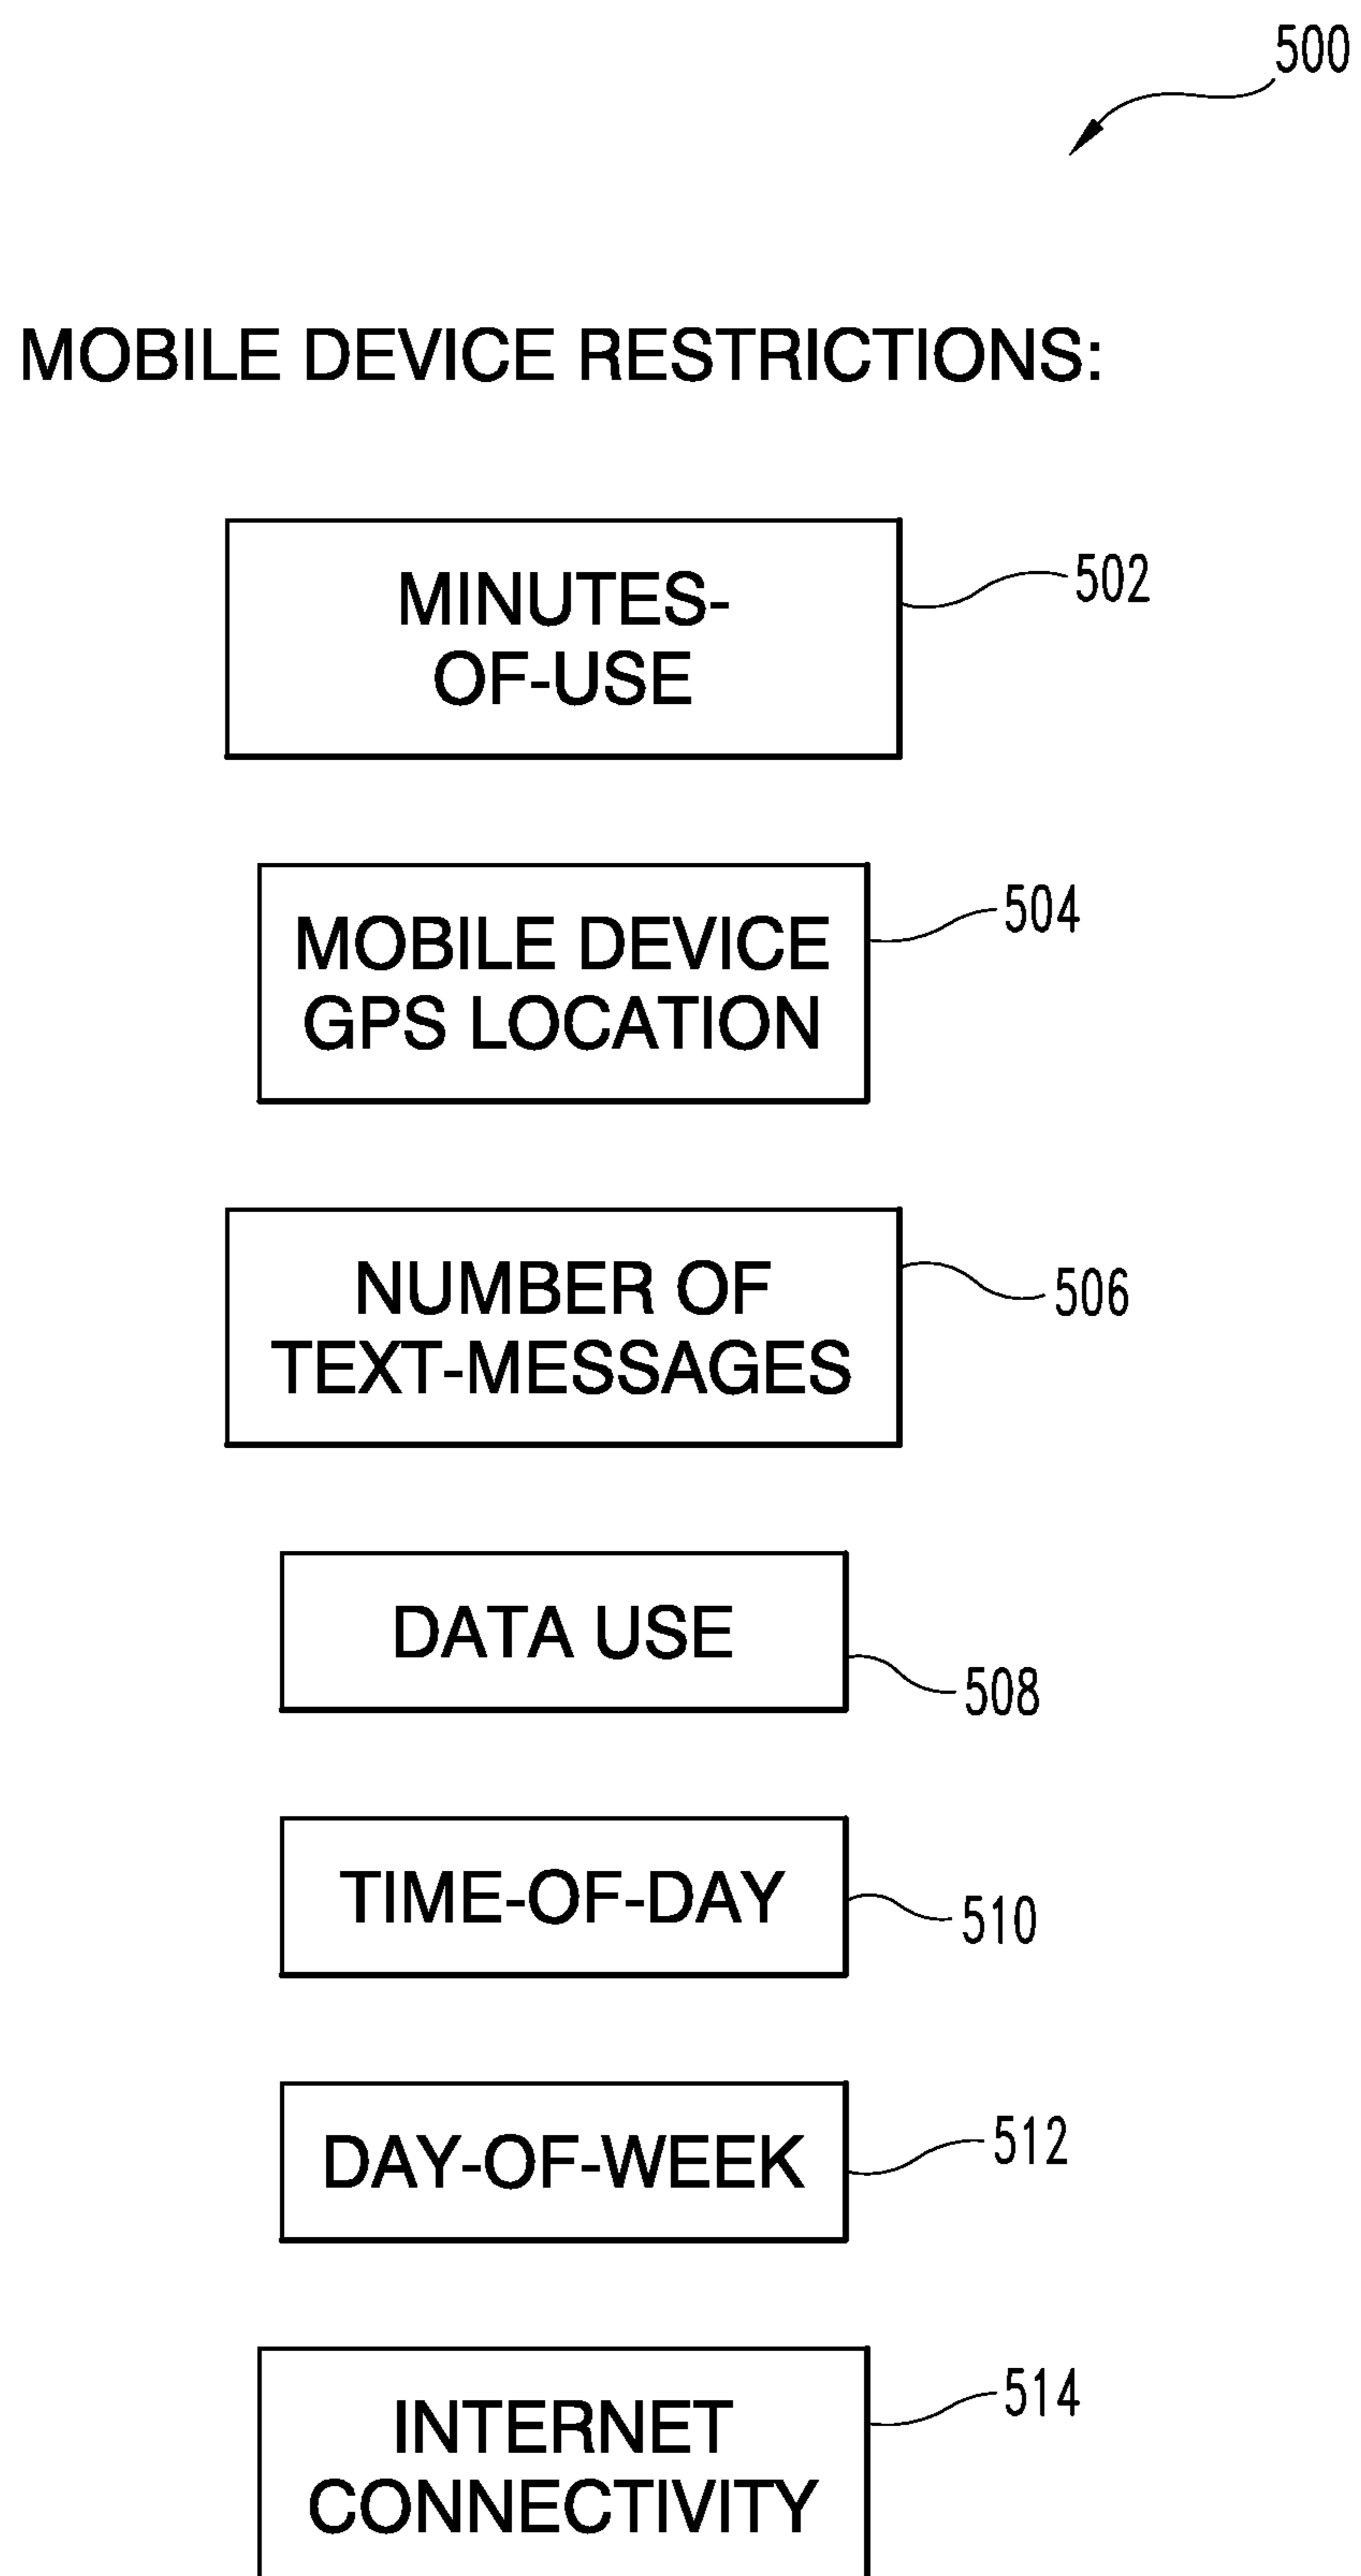 500
MOBILE DEVICE RESTRICTIONS:
MINUTES-
OF-USE
502
MOBILE DEVICE
GPS LOCATION
504
NUMBER OF
TEXT-MESSAGES
506
DATA USE
508
TIME-OF-DAY
510
DAY-OF-WEEK
512
INTERNET
CONNECTIVITY
514